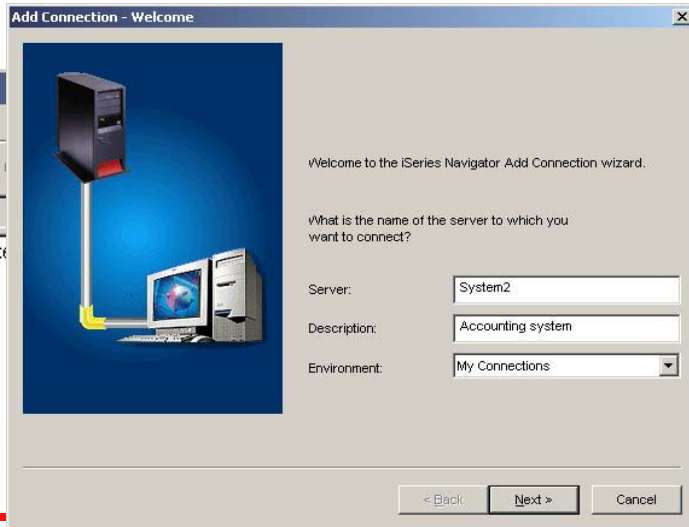 Add Connection - Welcome
Welcome to the iSeries Navigator Add Connection wizard.
What is the name of the server to which you
want to connect?
Server: System2
Description: Accounting system
Environment: My Connections
< Back Next > Cancel